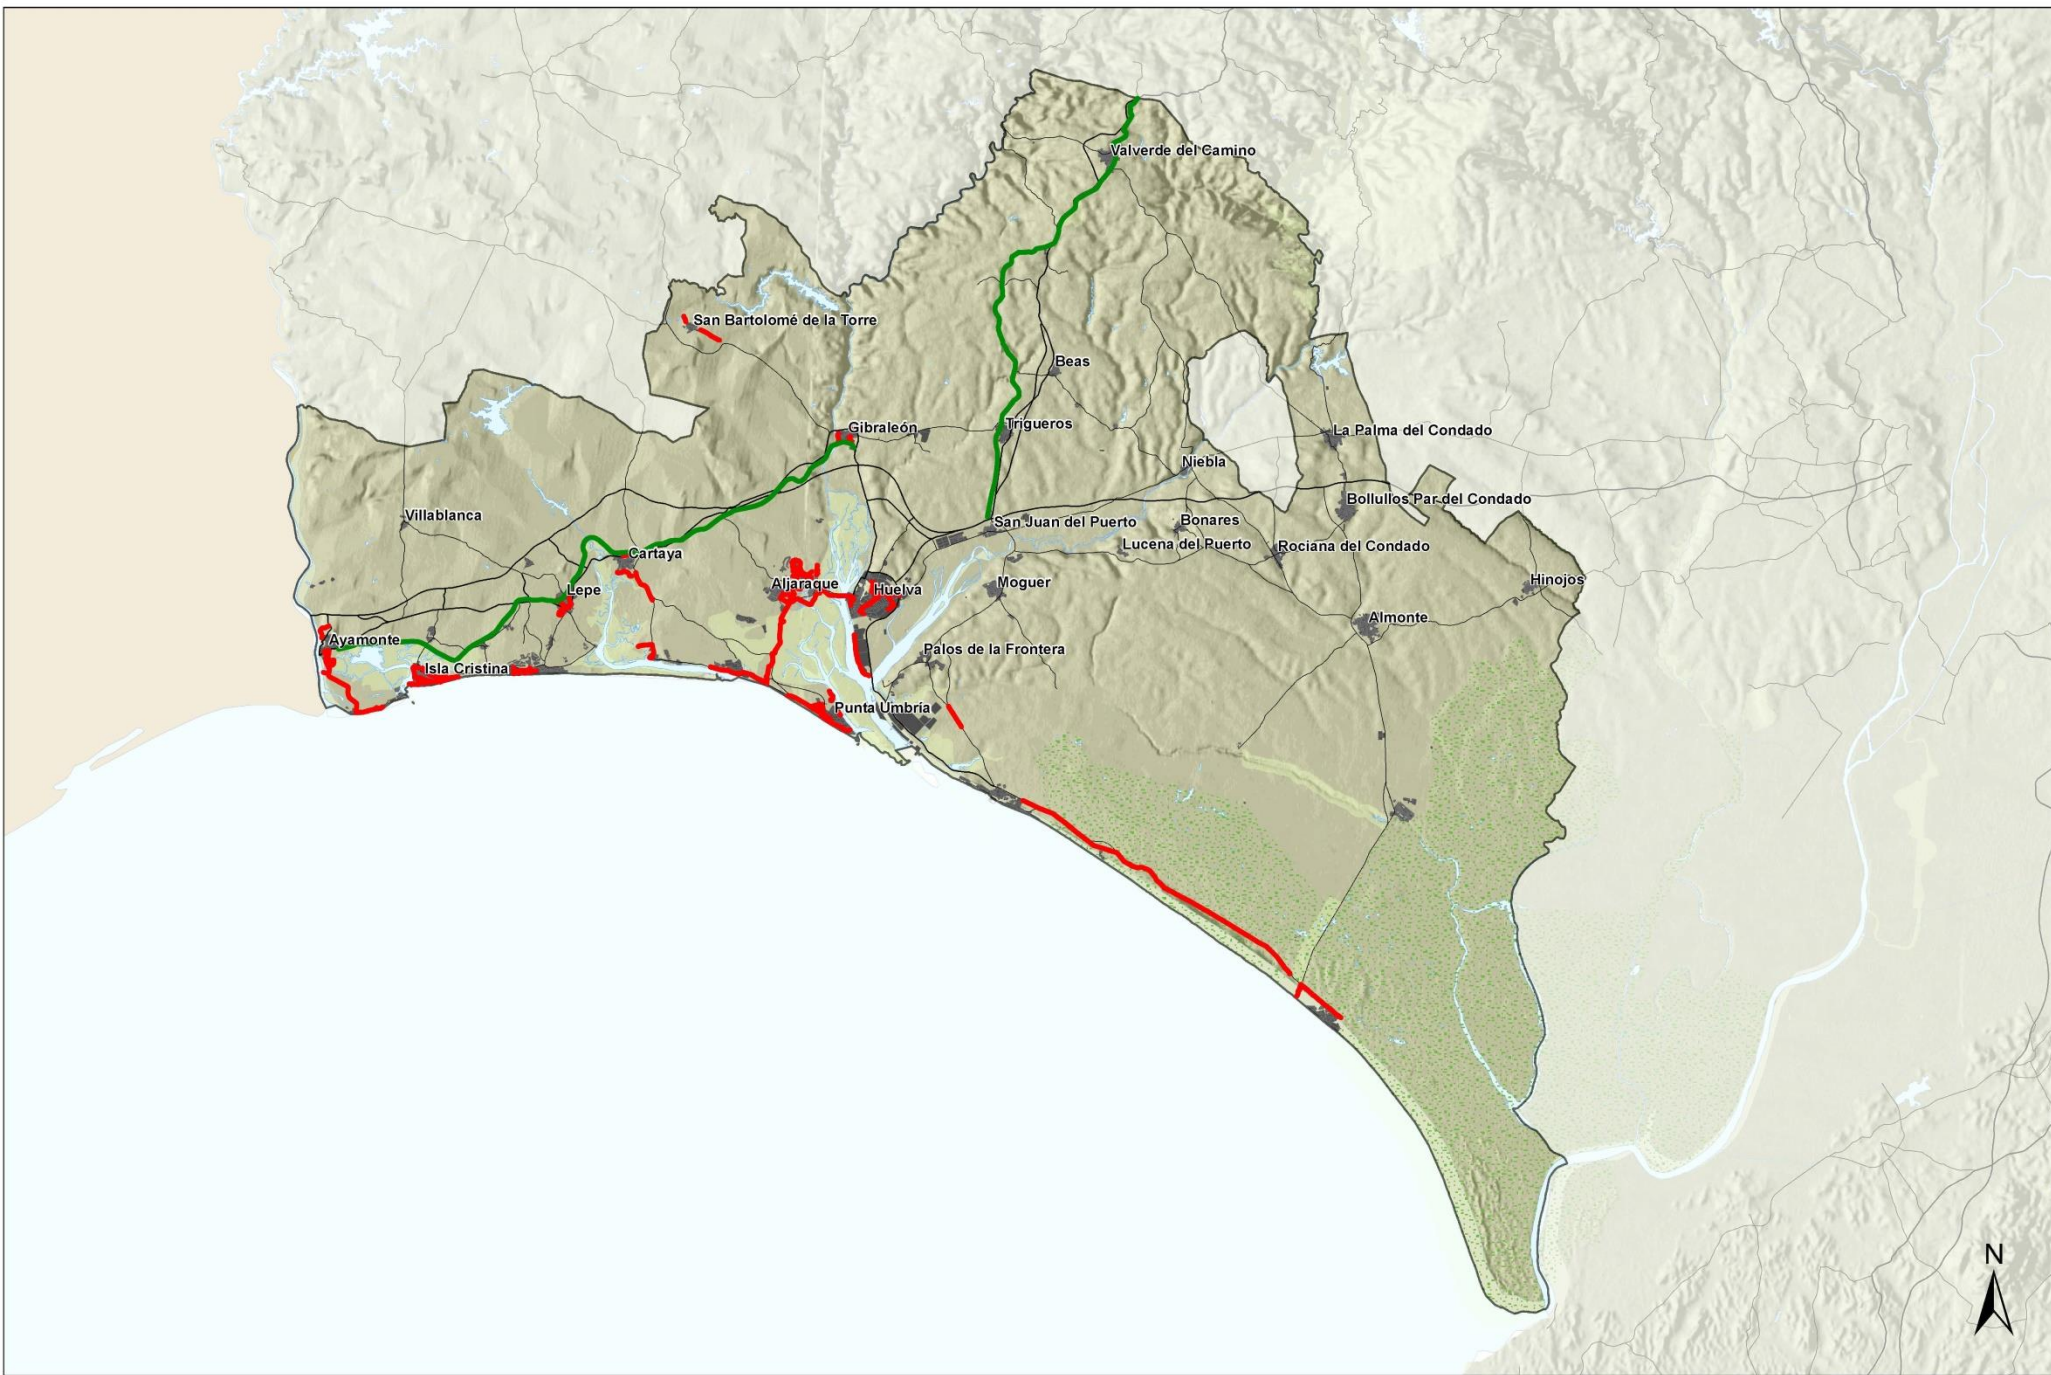 Valverde del Camino
San Bartolomé de la Torre
Beas
Gibraleón
Trigueros
La Palma del Condado
Niebla
Bollullos Par del Condado
Villablanca
San Juan del Puerto
Bonares
Lucena del Puerto
Rociana del Condado
Cartaya
Hinojos
Lepe
Aljaraque
Huelva
Moguer
Almonte
Ayamonte
Palos de la Frontera
Isla Cristina
Punta Umbría
N